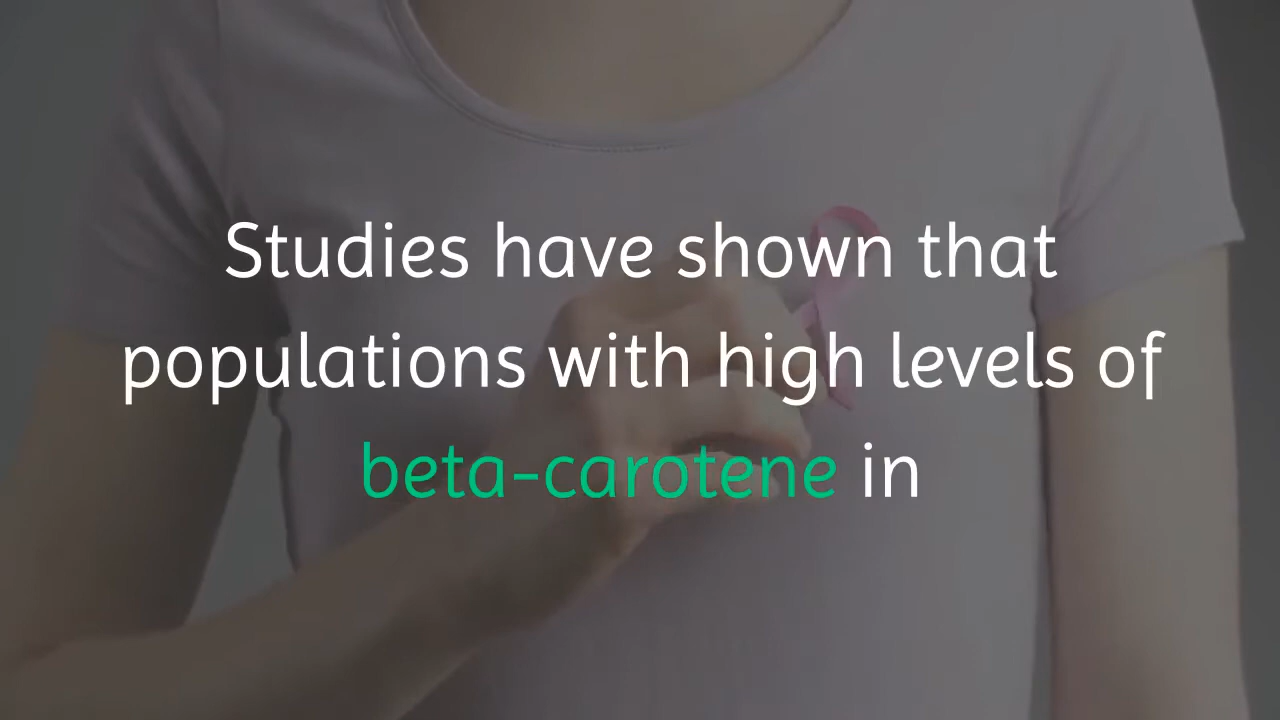 Studies have shown that
populations with high levels of
beta-carotene in